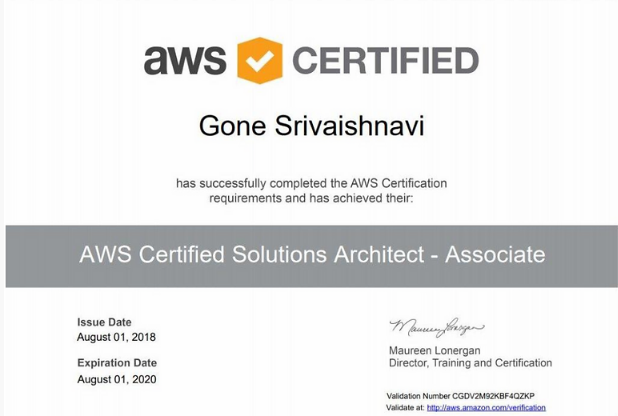 aws CERTIFIED
Gone Srivaishnavi
has successfully completed the AWS Certification
requirements and has achieved their:
AWS Certified Solutions Architect - Associate
Issue Date
August 01, 2018
Expiration Date
August 01, 2020
Maureen Lonergan
Maureen Lonergan
Director, Training and Certification
Validation Number CGDV2M92KBF4QZKP
Validate at: http://aws.amazon.com/verification